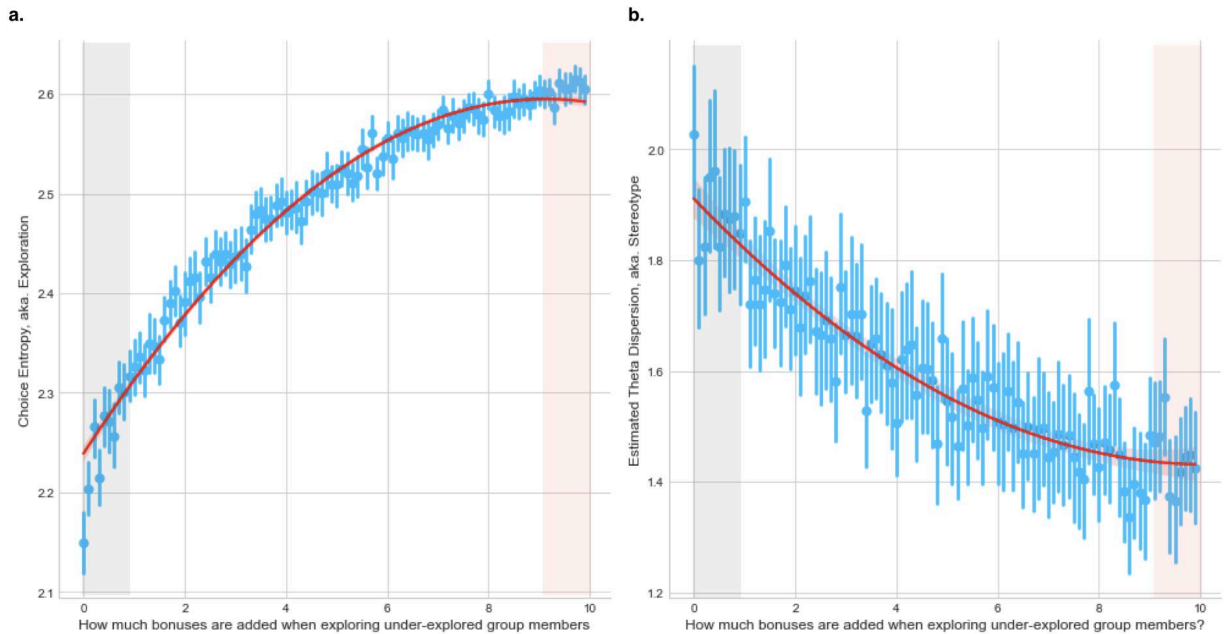 a.
Choice Entropy, aka. Exploration
2.6
2.5
2.4
2.3
2.2
2.1
0 2 4 6 8 10
How much bonuses are added when exploring under-explored group members
b.
Estimated Theta Dispersion, aka. Stereotype
2.0
1.8
1.6
1.4
1.2
0 2 4 6 8 10
How much bonuses are added when exploring under-explored group members?